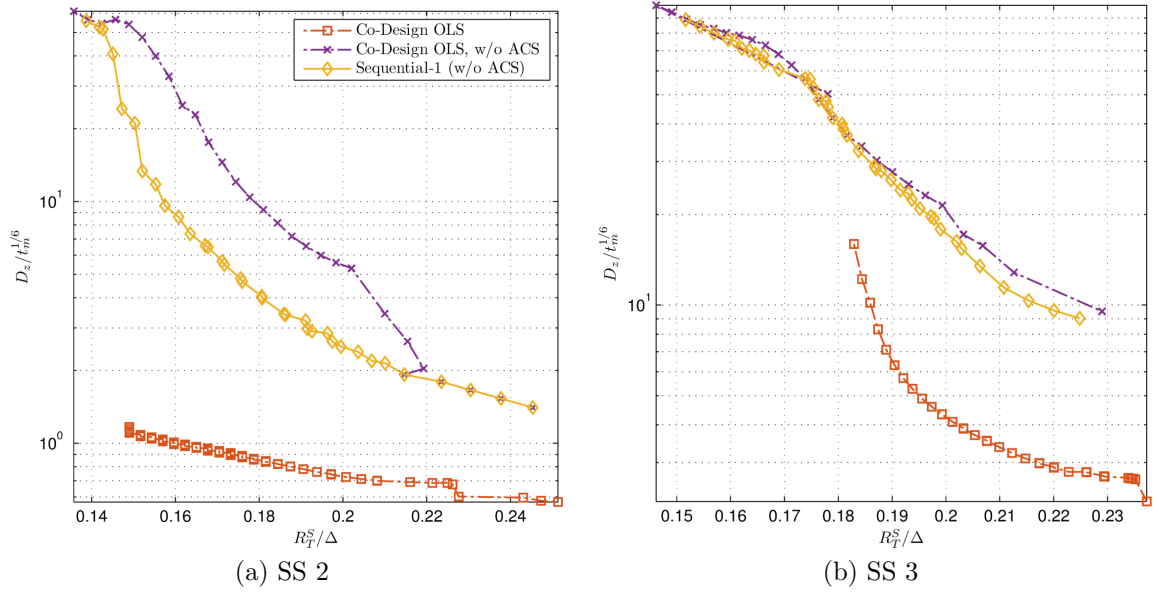 Co-Design OLS
Co-Design OLS, w/o ACS
Sequential-1 (w/o ACS)
10^1
10^0
D_z/t_m^{1/6}
0.14 0.16 0.18 0.2 0.22 0.24
R_T^S/Δ
(a) SS 2
10^1
D_z/t_m^{1/6}
0.15 0.16 0.17 0.18 0.19 0.2 0.21 0.22 0.23
R_T^S/Δ
(b) SS 3